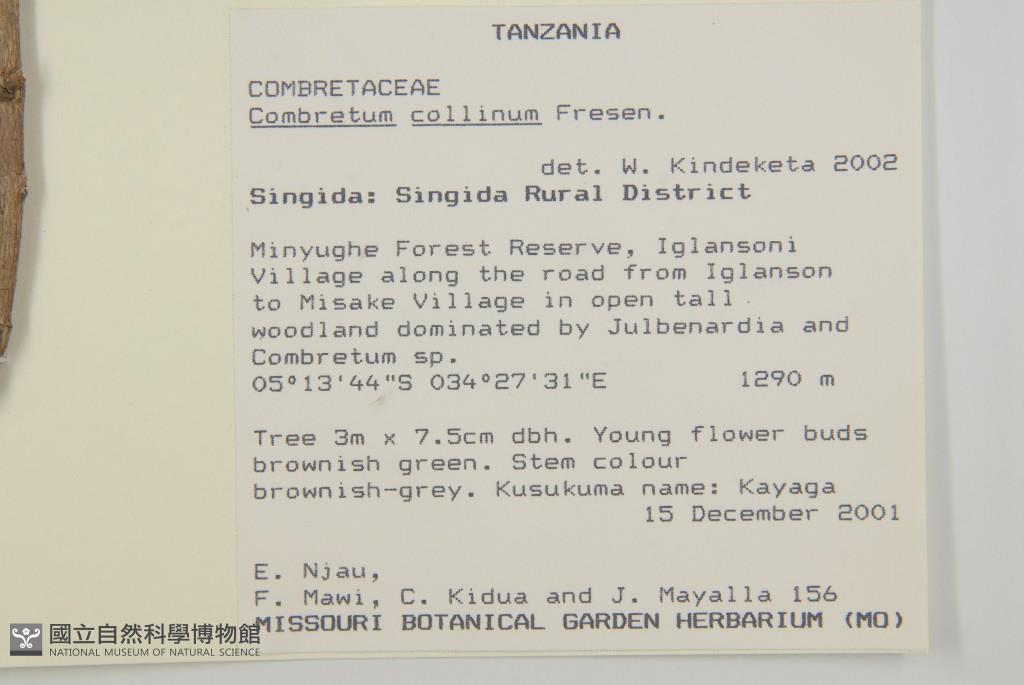 TANZANIA
COMBRETACEAE
Combretum collinum Fresen.
det. W. Kindeketa 2002
Singida: Singida Rural District
Minyughe Forest Reserve, Iglansoni
Village along the road from Iglanson
to Misake Village in open tall
woodland dominated by Julbenardia and
Combretum sp.
05°13'44"S 034°27'31"E 1290 m
Tree 3m x 7.5cm dbh. Young flower buds
brownish green. Stem colour
brownish-grey. Kusukuma name: Kayaga
15 December 2001
E. Njau,
F. Mawi, C. Kidua and J. Mayalla 156
MISSOURI BOTANICAL GARDEN HERBARIUM (MO)
國立自然科學博物館
NATIONAL MUSEUM OF NATURAL SCIENCE